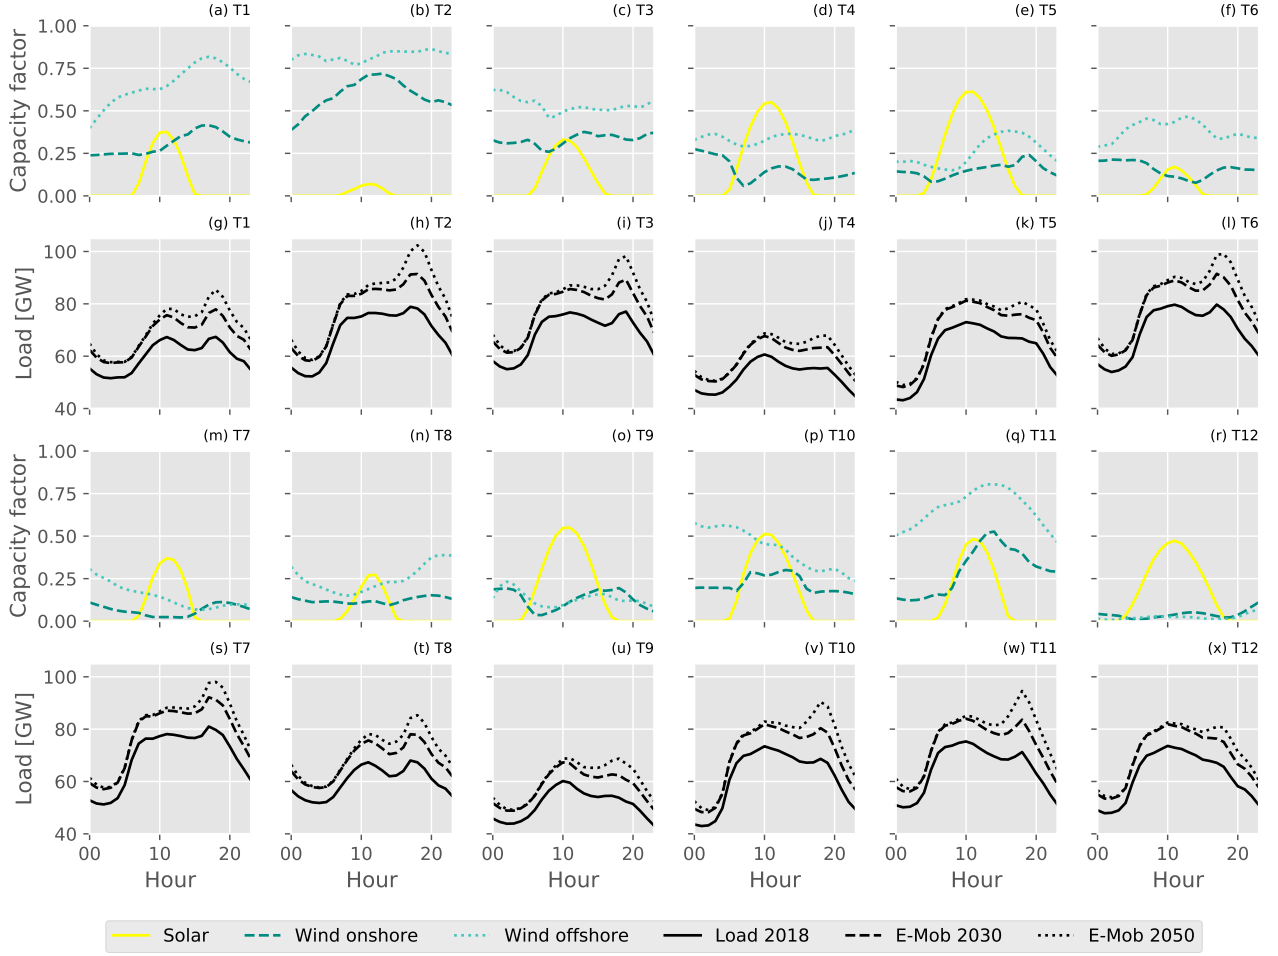 (a) T1
(b) T2
(c) T3
(d) T4
(e) T5
(f) T6
Capacity factor
1.00
0.75
0.50
0.25
0.00
(g) T1
(h) T2
(i) T3
(j) T4
(k) T5
(l) T6
Load [GW]
100
80
60
40
(m) T7
(n) T8
(o) T9
(p) T10
(q) T11
(r) T12
Capacity factor
1.00
0.75
0.50
0.25
0.00
(s) T7
(t) T8
(u) T9
(v) T10
(w) T11
(x) T12
Load [GW]
100
80
60
40
00 10 20
00 10 20
00 10 20
00 10 20
00 10 20
00 10 20
Hour
Hour
Hour
Hour
Hour
Hour
Solar
Wind onshore
Wind offshore
Load 2018
E-Mob 2030
E-Mob 2050